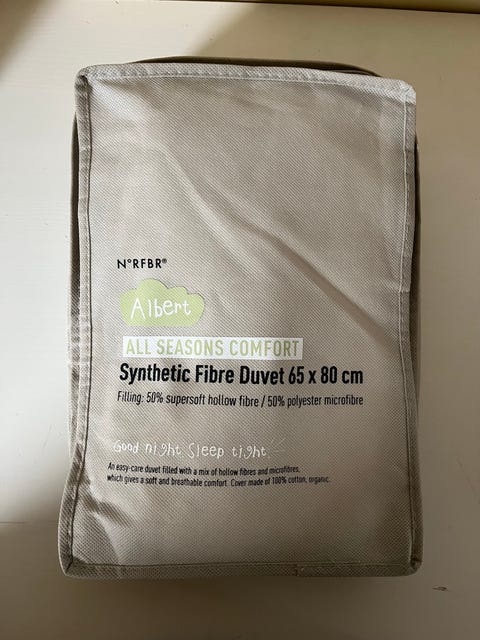 N°RFBR®
Albert
ALL SEASONS COMFORT
Synthetic Fibre Duvet 65 x 80 cm
Filling: 50% supersoft hollow fibre / 50% polyester microfibre
Good night Sleep tight
An easy-care duvet filled with a mix of hollow fibres and microfibres,
which gives a soft and breathable comfort. Cover made of 100% cotton, organic.